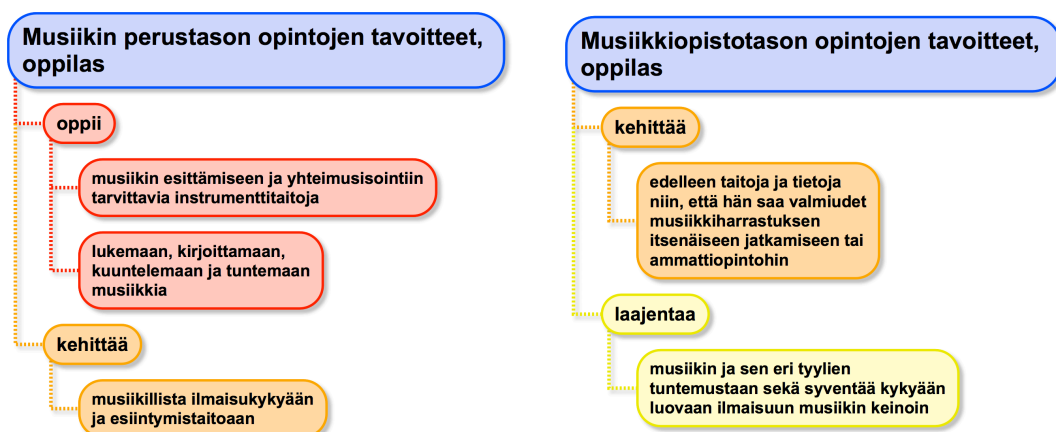 Musiikin perustason opintojen tavoitteet,
oppilas
oppii
musiikin esittämiseen ja yhteimusisointiin
tarvittavia instrumenttitaitoja
lukemaan, kirjoittamaan,
kuuntelemaan ja tuntemaan
musiikkia
kehittää
musiikillista ilmaisukykyään
ja esiintymistaitoaan
Musiikkiopistotason opintojen tavoitteet,
oppilas
kehittää
edelleen taitoja ja tietoja
niin, että hän saa valmiudet
musiikkiharrastuksen
itsenäiseen jatkamiseen tai
ammattiopintohin
laajentaa
musiikin ja sen eri tyylien
tuntemustaan sekä syventää kykyään
luovaan ilmaisuun musiikin keinoin